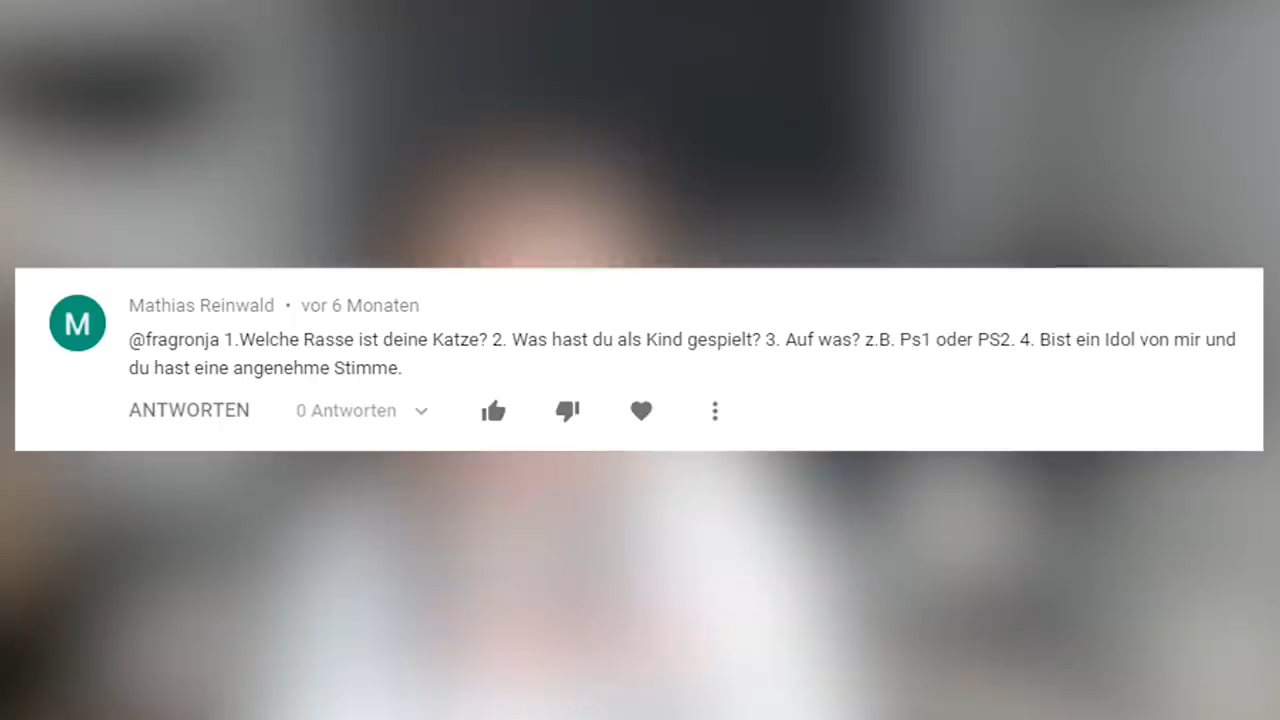 M
Mathias Reinwald • vor 6 Monaten
@fragronja 1.Welche Rasse ist deine Katze? 2. Was hast du als Kind gespielt? 3. Auf was? z.B. Ps1 oder PS2. 4. Bist ein Idol von mir und
du hast eine angenehme Stimme.
ANTWORTEN 0 Antworten